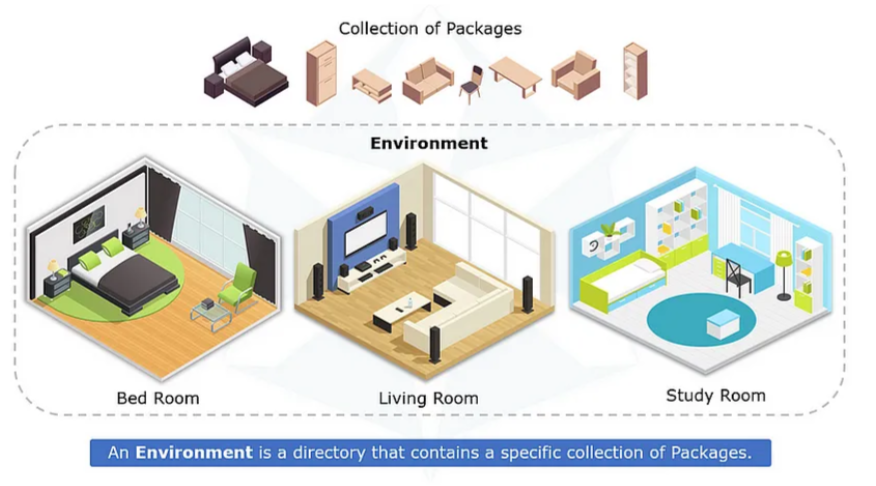 Collection of Packages
Environment
Bed Room
Living Room
Study Room
An Environment is a directory that contains a specific collection of Packages.